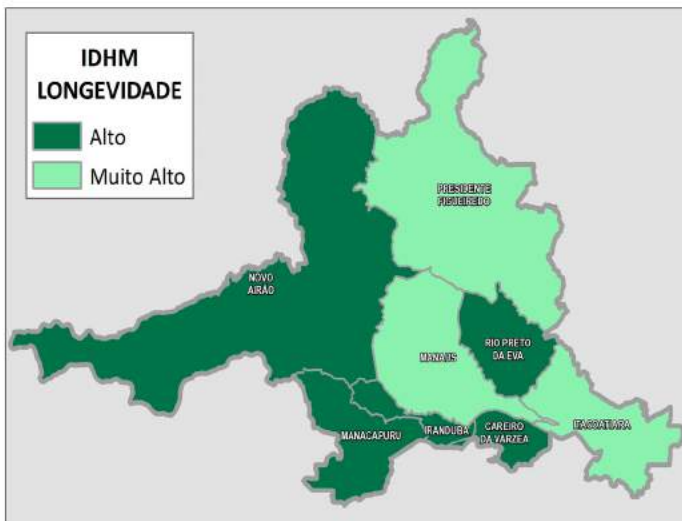 IDHM
LONGEVIDADE
Alto
Muito Alto
PRESIDENTE
FIGUEIREDO
NOVO
AIRÃO
RIO PRETO
DA EVA
MANAUS
ITACOATIARA
MANACAPURU
IRANDUBA
CAREIRO
DA VÁRZEA